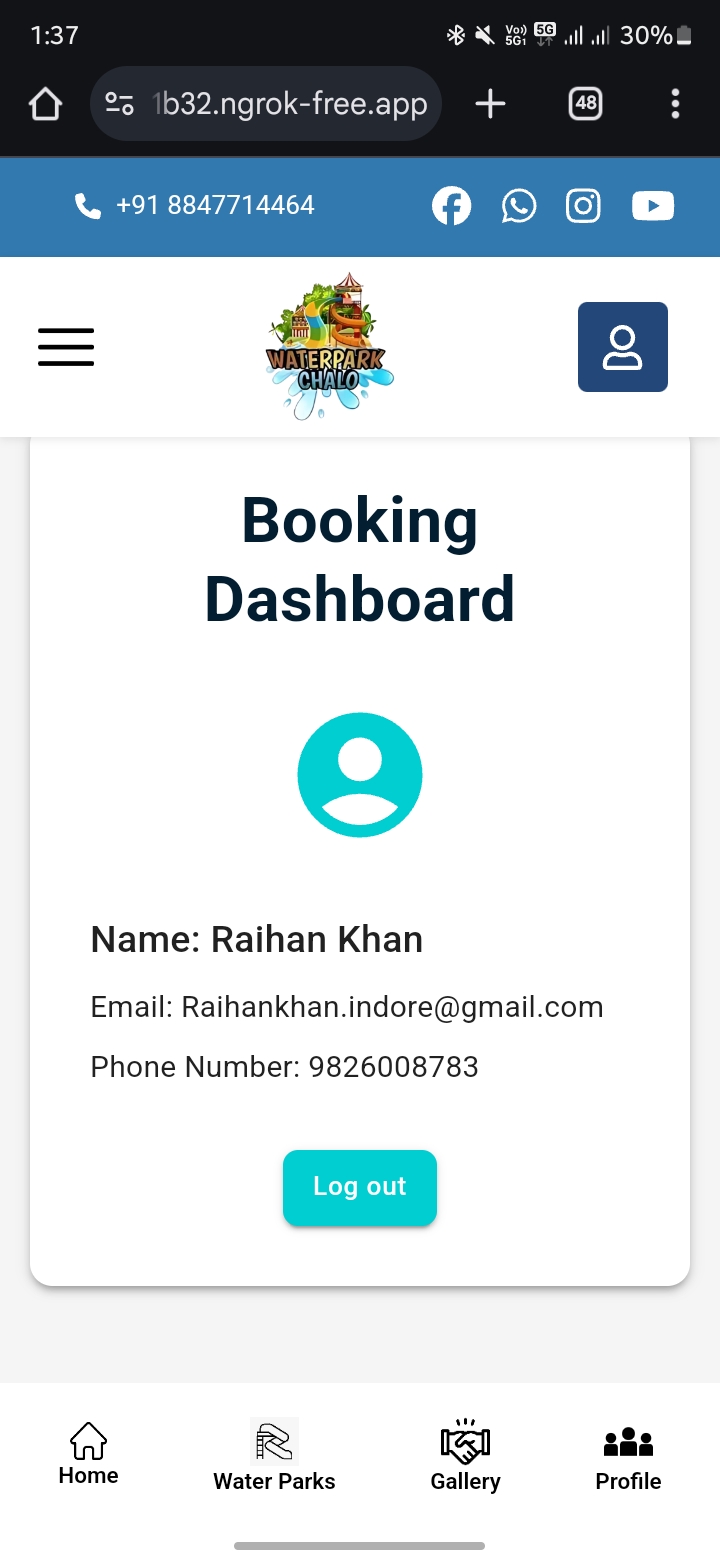 1:37
Vo)) 5G1 5G 30%
1b32.ngrok-free.app 48
+91 8847714464
WATERPARK
CHALO
Booking
Dashboard
Name: Raihan Khan
Email: Raihankhan.indore@gmail.com
Phone Number: 9826008783
Log out
Home Water Parks Gallery Profile